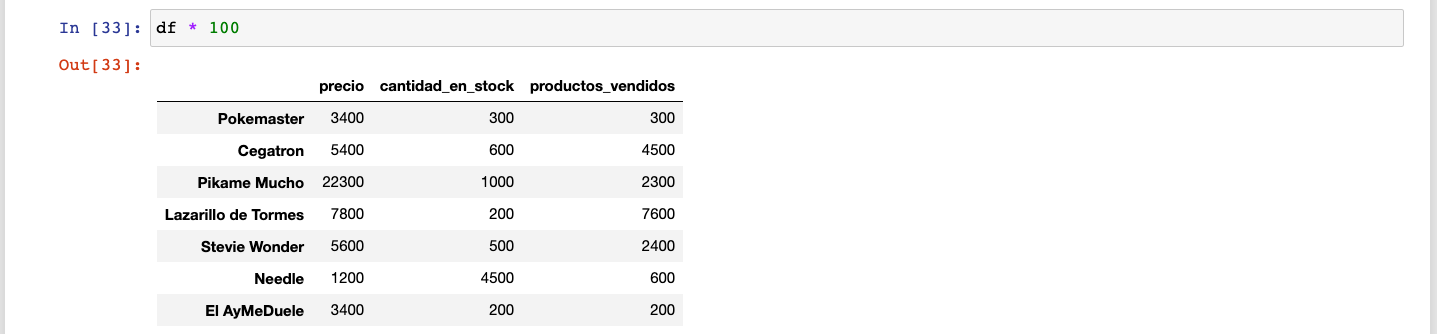 In [33]: df * 100
Out[33]:
precio cantidad_en_stock productos_vendidos
Pokemaster 3400 300 300
Cegatron 5400 600 4500
Pikame Mucho 22300 1000 2300
Lazarillo de Tormes 7800 200 7600
Stevie Wonder 5600 500 2400
Needle 1200 4500 600
El AyMeDuele 3400 200 200